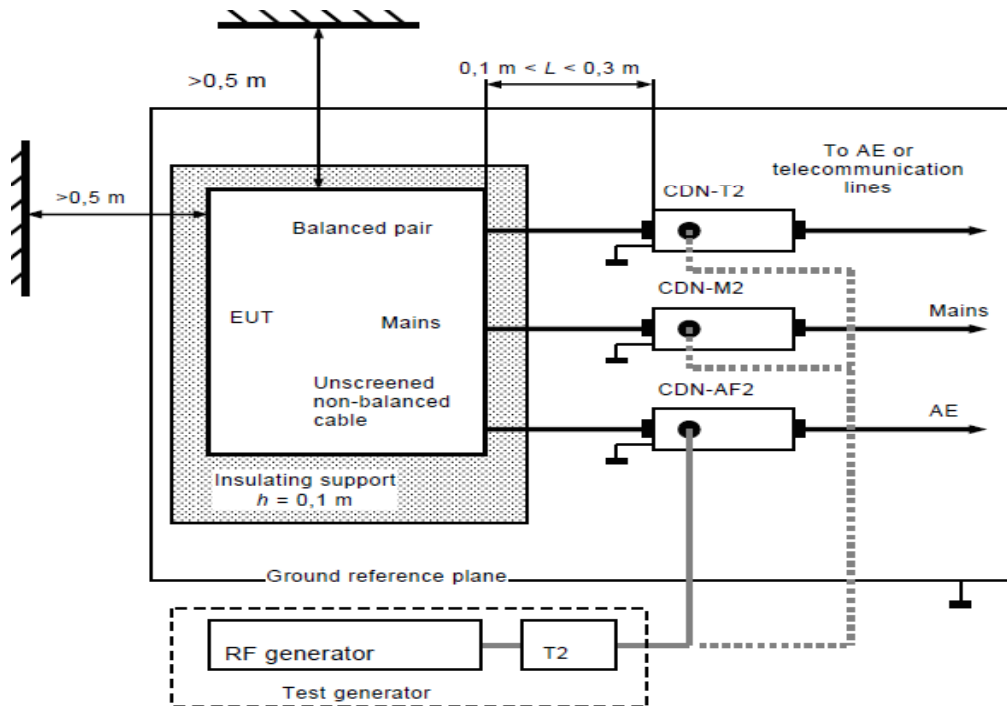 >0,5 m
0,1 m < L < 0,3 m
To AE or
telecommunication
lines
>0,5 m
CDN-T2
Balanced pair
CDN-M2
EUT
Mains
Mains
Unscreened
non-balanced
cable
CDN-AF2
AE
Insulating support
h = 0,1 m
Ground reference plane
RF generator
T2
Test generator